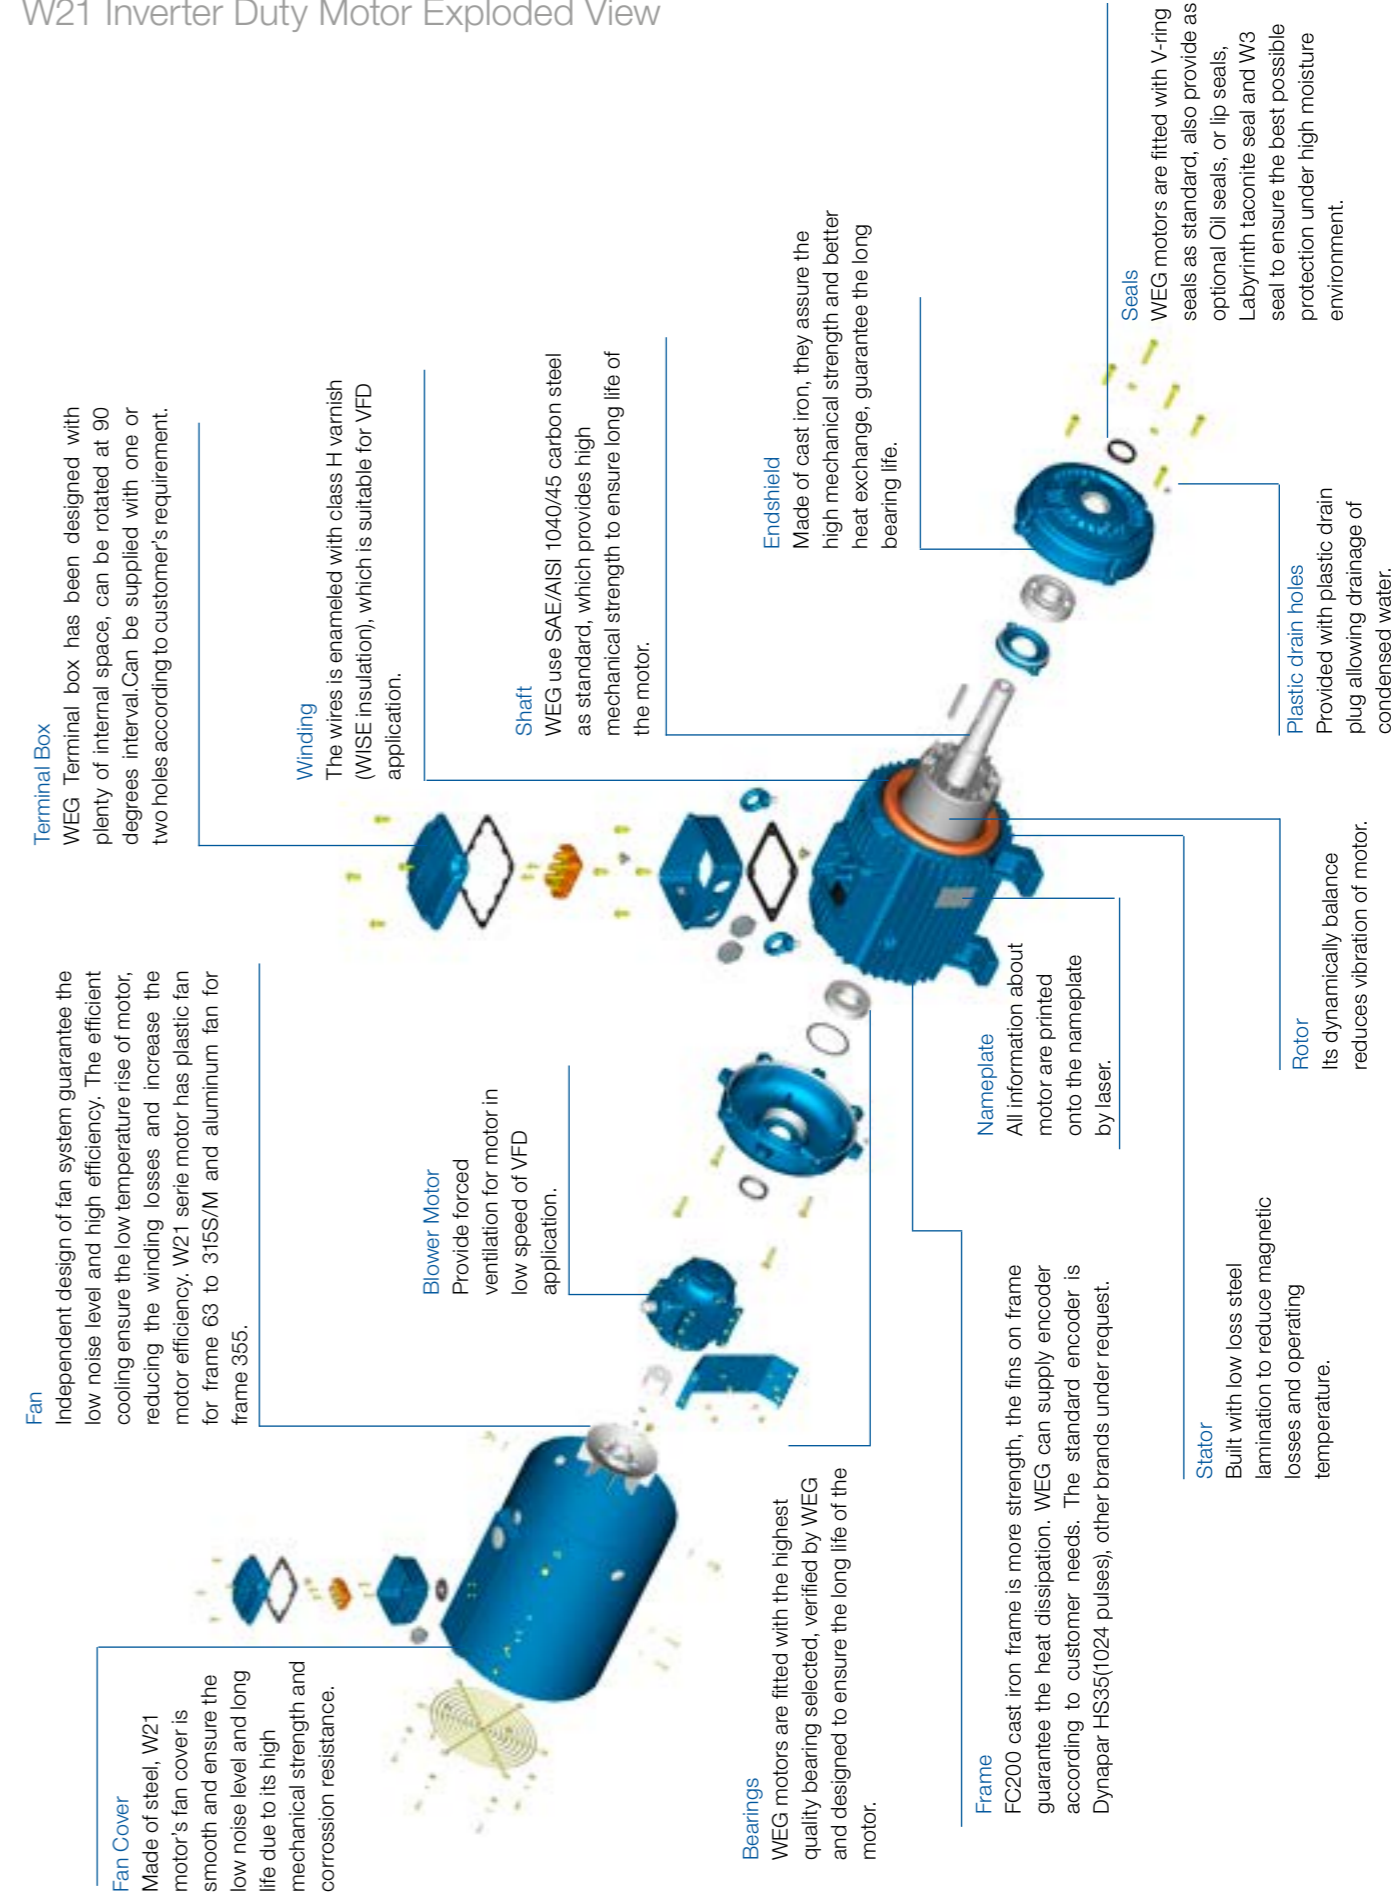 W21 Inverter Duty Motor Exploded View
Fan Cover
Made of steel, W21
motor's fan cover is
smooth and ensure the
low noise level and long
life due to its high
mechanical strength and
corrossion resistance.
Fan
Independent design of fan system guarantee the
low noise level and high efficiency. The efficient
cooling ensure the low temperature rise of motor,
reducing the winding losses and increase the
motor efficiency. W21 serie motor has plastic fan
for frame 63 to 315S/M and aluminum fan for
frame 355.
Terminal Box
WEG Terminal box has been designed with
plenty of internal space, can be rotated at 90
degrees interval.Can be supplied with one or
two holes according to customer's requirement.
Winding
The wires is enameled with class H varnish
(WISE insulation), which is suitable for VFD
application.
Blower Motor
Provide forced
ventilation for motor in
low speed of VFD
application.
Shaft
WEG use SAE/AISI 1040/45 carbon steel
as standard, which provides high
mechanical strength to ensure long life of
the motor.
Endshield
Made of cast iron, they assure the
high mechanical strength and better
heat exchange, guarantee the long
bearing life.
Seals
WEG motors are fitted with V-ring
seals as standard, also provide as
optional Oil seals, or lip seals,
Labyrinth taconite seal and W3
seal to ensure the best possible
protection under high moisture
environment.
Bearings
WEG motors are fitted with the highest
quality bearing selected, verified by WEG
and designed to ensure the long life of the
motor.
Frame
FC200 cast iron frame is more strength, the fins on frame
guarantee the heat dissipation. WEG can supply encoder
according to customer needs. The standard encoder is
Dynapar HS35(1024 pulses), other brands under request.
Nameplate
All information about
motor are printed
onto the nameplate
by laser.
Stator
Built with low loss steel
lamination to reduce magnetic
losses and operating
temperature.
Rotor
Its dynamically balance
reduces vibration of motor.
Plastic drain holes
Provided with plastic drain
plug allowing drainage of
condensed water.